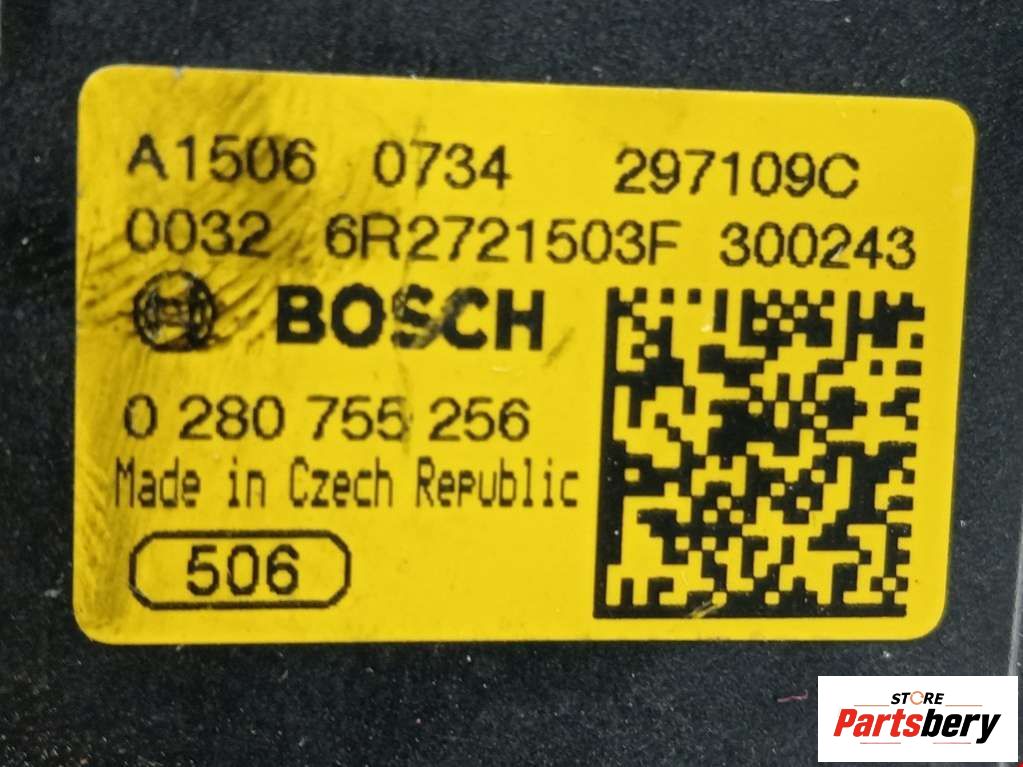 A1506 0734 297109C
0032 6R2721503F 300243
BOSCH
0 280 755 256
Made in Czech Republic
506
STORE
Partsbery